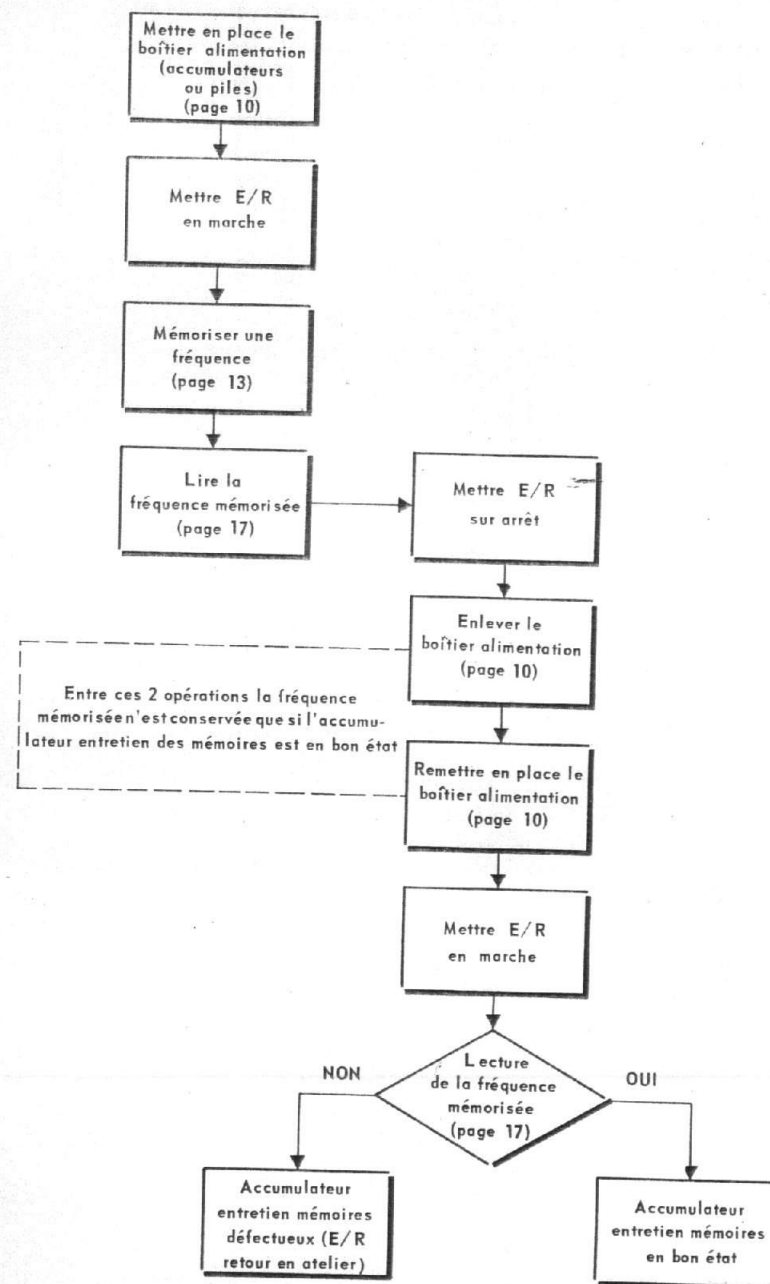 Mettre en place le
boîtier alimentation
(accumulateurs
ou piles)
(page 10)
Mettre E/R
en marche
Mémoriser une
fréquence
(page 13)
Lire la
fréquence mémorisée
(page 17)
Mettre E/R
sur arrêt
Enlever le
boîtier alimentation
(page 10)
Entre ces 2 opérations la fréquence
mémorisée n'est conservée que si l'accumu-
lateur entretien des mémoires est en bon état
Remettre en place le
boîtier alimentation
(page 10)
Mettre E/R
en marche
Lecture
de la fréquence
mémorisée
(page 17)
NON
OUI
Accumulateur
entretien mémoires
défectueux (E/R
retour en atelier)
Accumulateur
entretien mémoires
en bon état